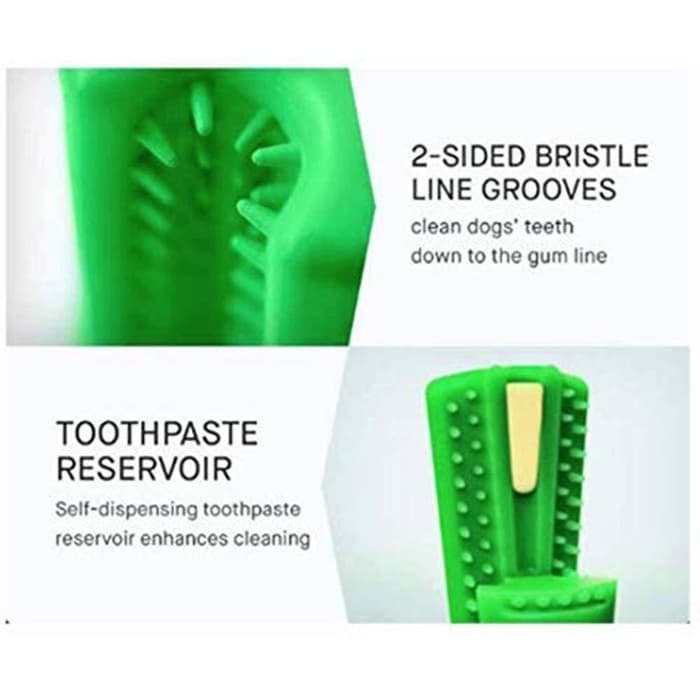 2-SIDED BRISTLE
LINE GROOVES
clean dogs' teeth
down to the gum line
TOOTHPASTE
RESERVOIR
Self-dispensing toothpaste
reservoir enhances cleaning